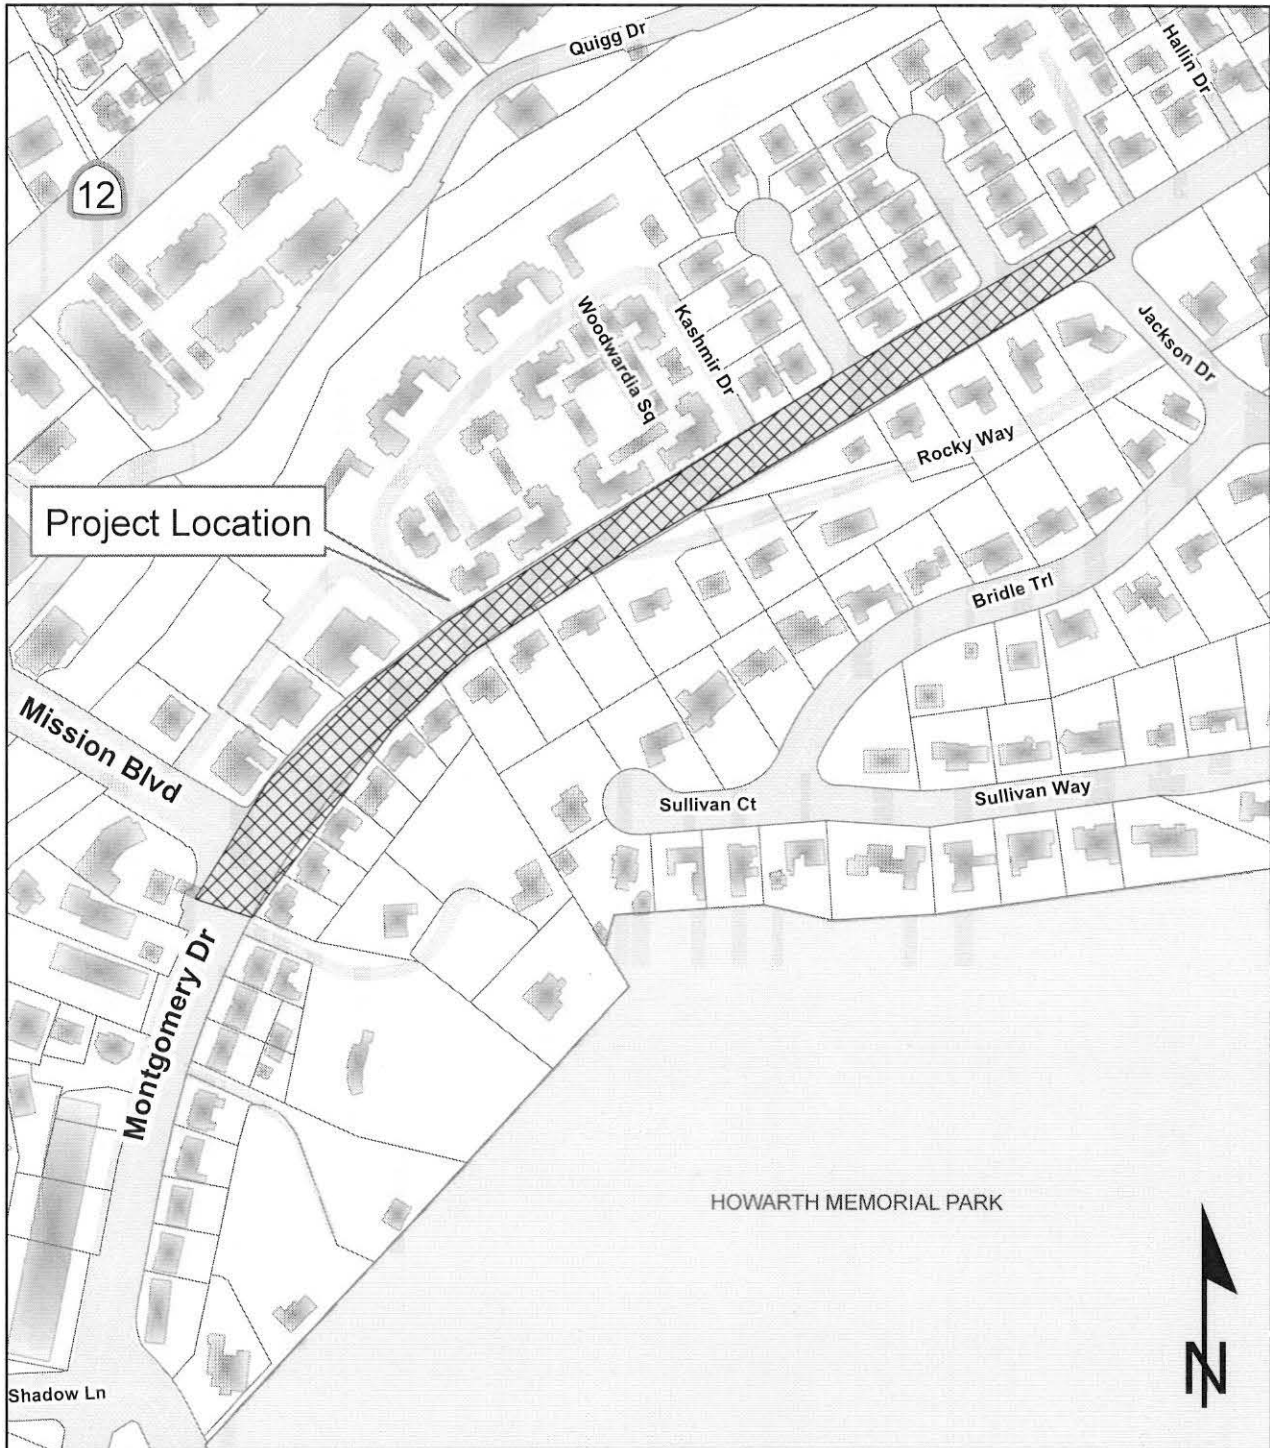 Quigg Dr
Hallin Dr
12
Woodwardia Sq
Kashmir Dr
Jackson Dr
Rocky Way
Project Location
Bridle Trl
Mission Blvd
Sullivan Ct
Sullivan Way
Montgomery Dr
HOWARTH MEMORIAL PARK
N
Shadow Ln